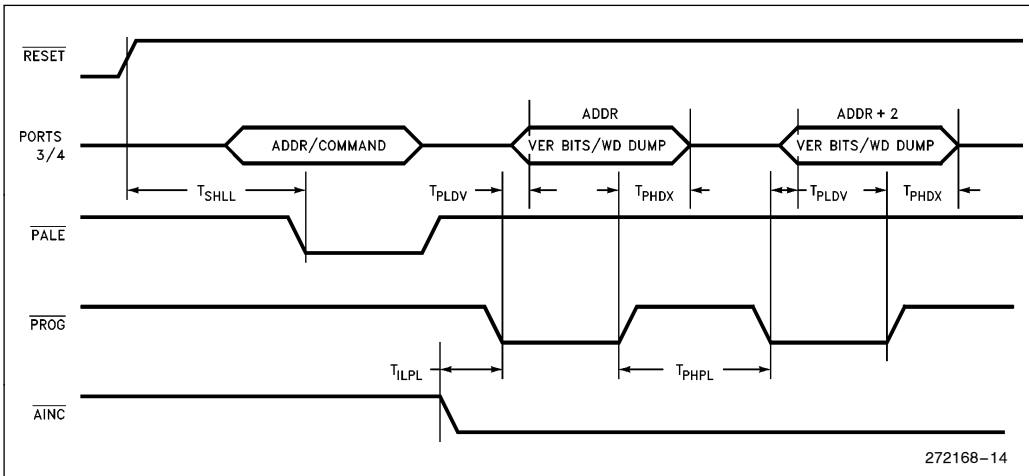 RESET
ADDR
ADDR + 2
PORTS
3/4
ADDR/COMMAND
VER BITS/WD DUMP
VER BITS/WD DUMP
TSHLL
TPLDV
TPHDX
TPLDV
TPHDX
PALE
PROG
TILPL
TPHPL
AINC
272168–14